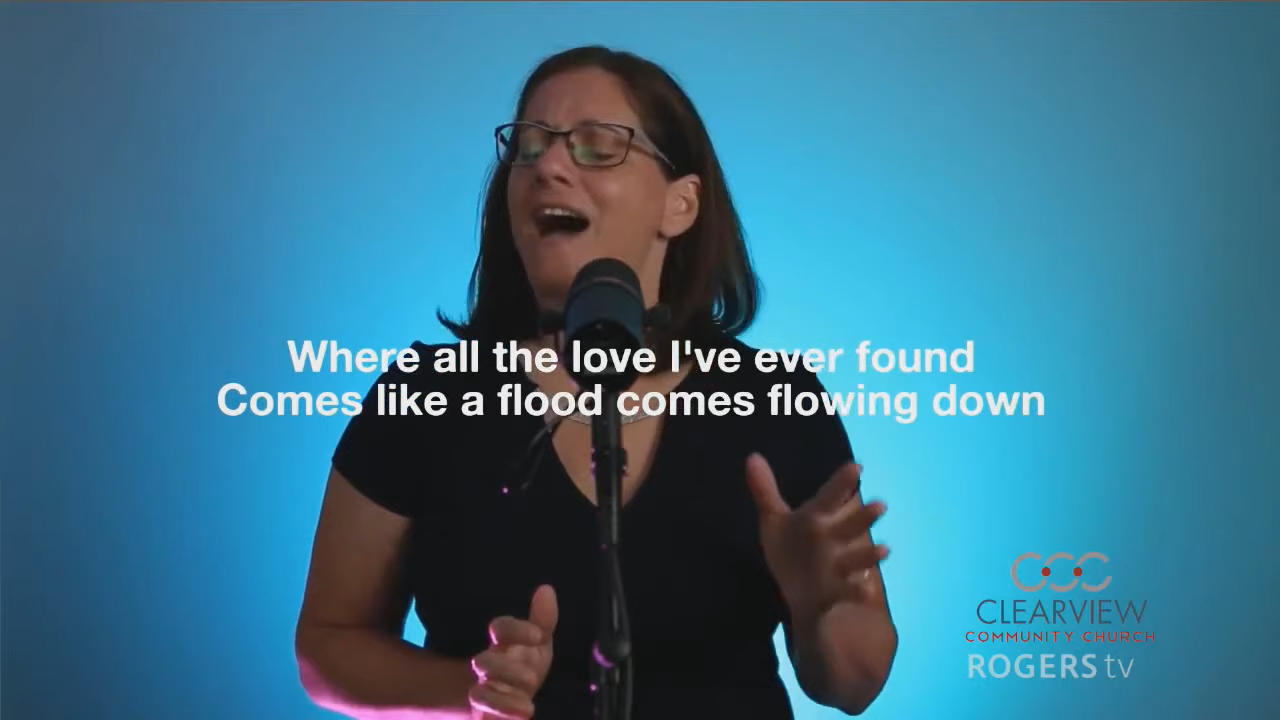 Where all the love I've ever found
Comes like a flood comes flowing down
CLEARVIEW
COMMUNITY CHURCH
ROGERS tv